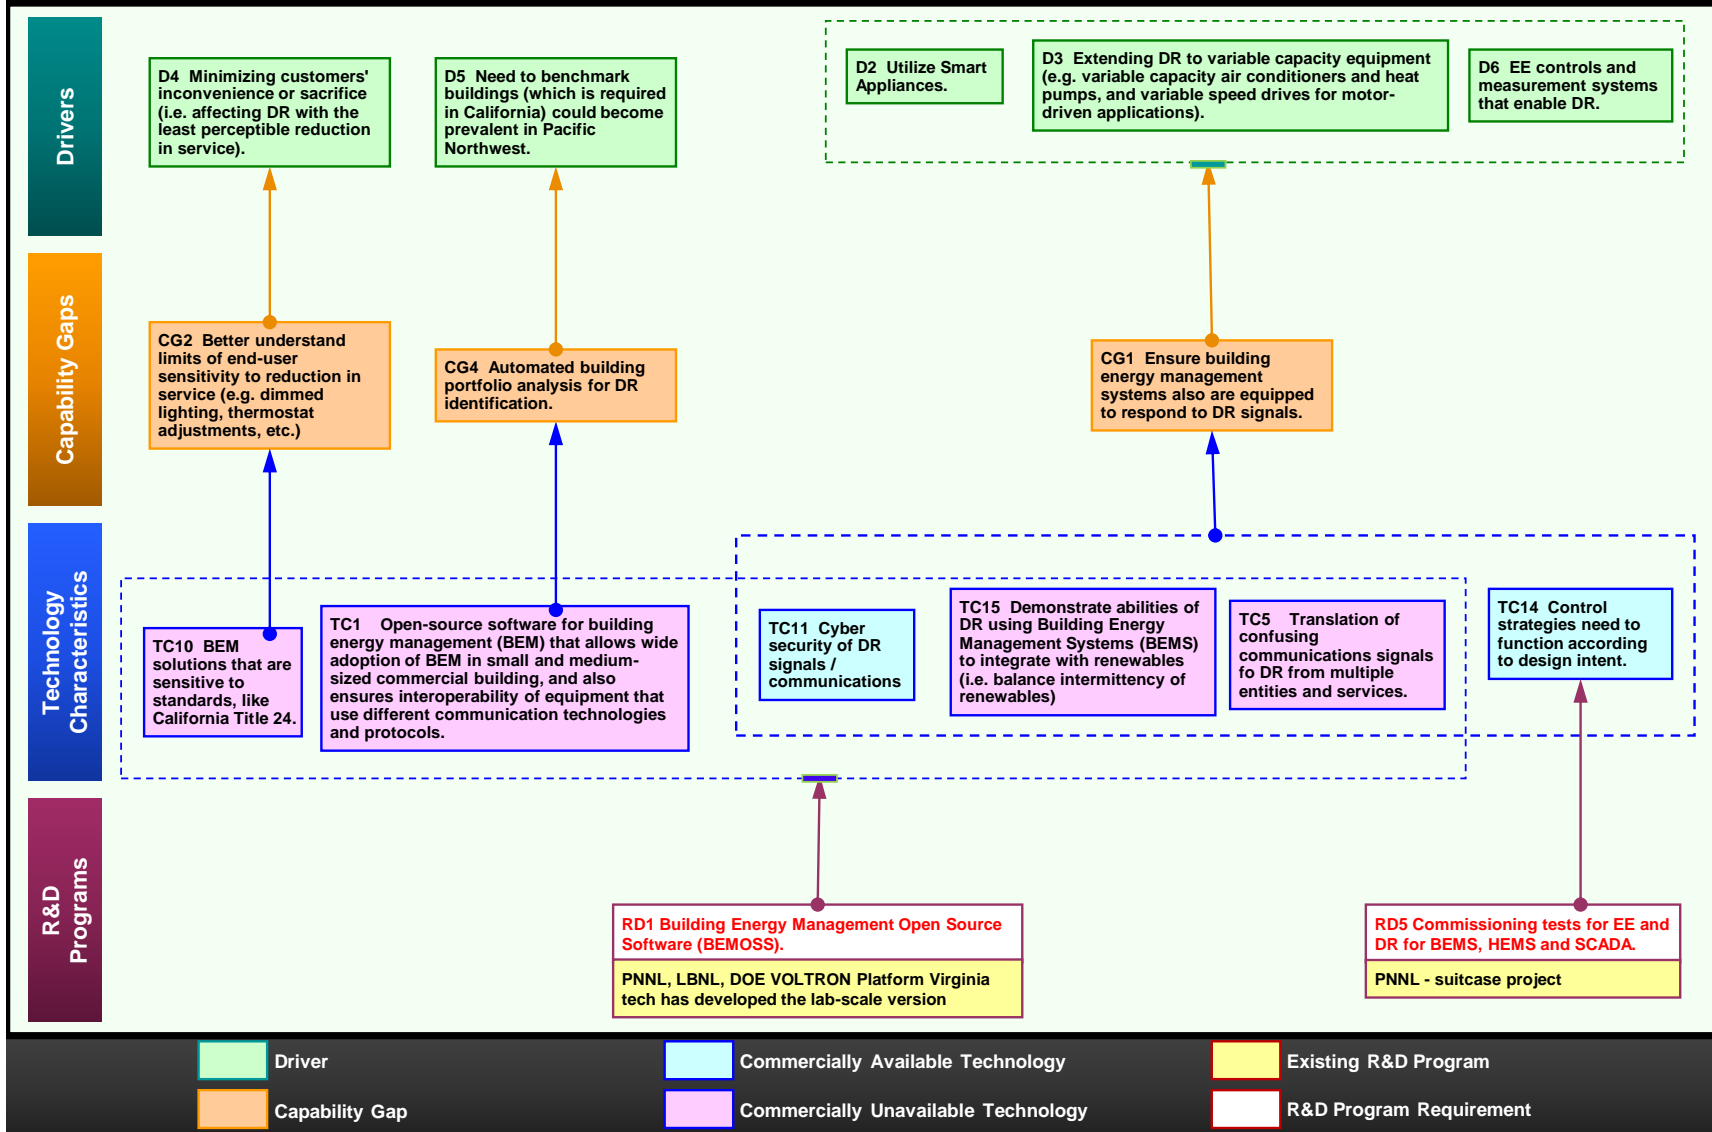 Drivers
D4 Minimizing customers'
inconvenience or sacrifice
(i.e. affecting DR with the
least perceptible reduction
in service).
D5 Need to benchmark
buildings (which is required
in California) could become
prevalent in Pacific
Northwest.
D2 Utilize Smart
Appliances.
D3 Extending DR to variable capacity equipment
(e.g. variable capacity air conditioners and heat
pumps, and variable speed drives for motor-
driven applications).
D6 EE controls and
measurement systems
that enable DR.
Capability Gaps
CG2 Better understand
limits of end-user
sensitivity to reduction in
service (e.g. dimmed
lighting, thermostat
adjustments, etc.)
CG4 Automated building
portfolio analysis for DR
identification.
CG1 Ensure building
energy management
systems also are equipped
to respond to DR signals.
Technology
Characteristics
TC10 BEM
solutions that are
sensitive to
standards, like
California Title 24.
TC1 Open-source software for building
energy management (BEM) that allows wide
adoption of BEM in small and medium-
sized commercial building, and also
ensures interoperability of equipment that
use different communication technologies
and protocols.
TC11 Cyber
security of DR
signals /
communications
TC15 Demonstrate abilities of
DR using Building Energy
Management Systems (BEMS)
to integrate with renewables
(i.e. balance intermittency of
renewables)
TC5 Translation of
confusing
communications signals
fo DR from multiple
entities and services.
TC14 Control
strategies need to
function according
to design intent.
R&D
Programs
RD1 Building Energy Management Open Source
Software (BEMOSS).
PNNL, LBNL, DOE VOLTRON Platform Virginia
tech has developed the lab-scale version
RD5 Commissioning tests for EE and
DR for BEMS, HEMS and SCADA.
PNNL - suitcase project
Driver
Commercially Available Technology
Existing R&D Program
Capability Gap
Commercially Unavailable Technology
R&D Program Requirement